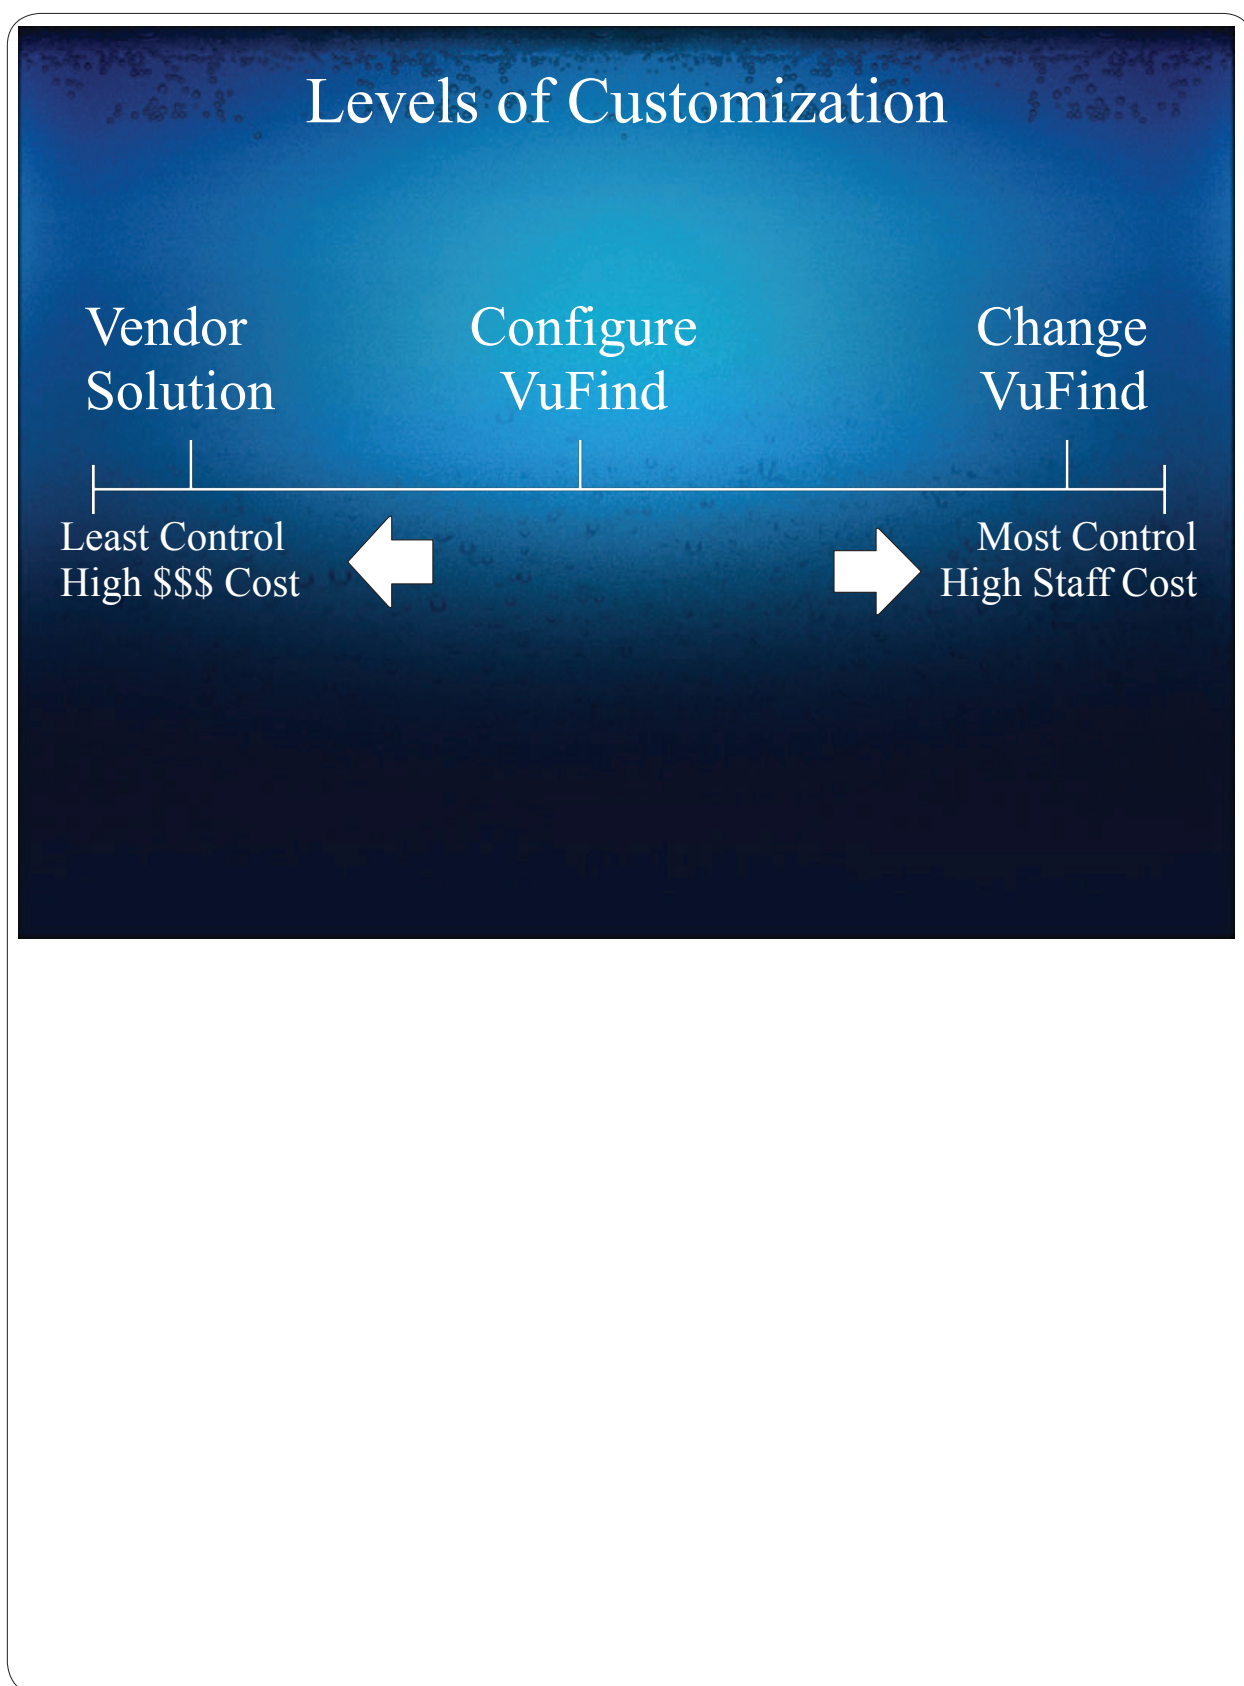 Levels of Customization
Vendor
Solution
Configure
VuFind
Change
VuFind
Least Control
High $$$ Cost
Most Control
High Staff Cost